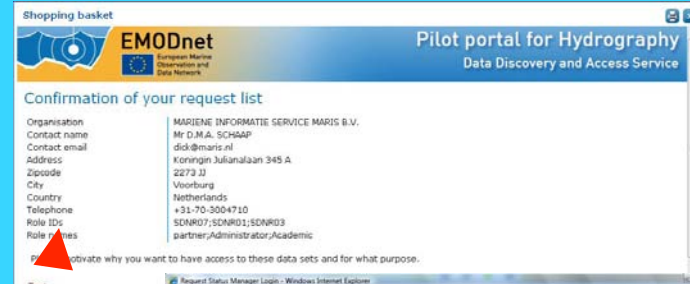 Shopping basket
EMODnet
European Marine
Observation and
Data Network
Pilot portal for Hydrography
Data Discovery and Access Service
Confirmation of your request list
Organisation MARIENE INFORMATIE SERVICE MARIS B.V.
Contact name Mr D.M.A. SCHAAP
Contact email dick@maris.nl
Address Koningin Julianalaan 345 A
Zipcode 2273 JJ
City Voorburg
Country Netherlands
Telephone +31-70-3004710
Role IDs SDNR07;SDNR01;SDNR03
Role names partner;Administrator;Academic
motivate why you want to have access to these data sets and for what purpose.
Request Status Manager Login - Windows Internet Explorer